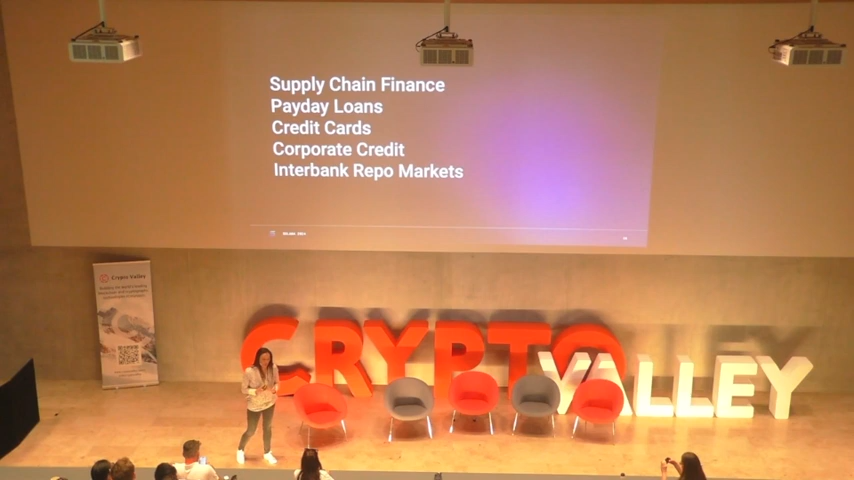 Supply Chain Finance
Payday Loans
Credit Cards
Corporate Credit
Interbank Repo Markets
Crypto Valley
CRYPTO
VALLEY